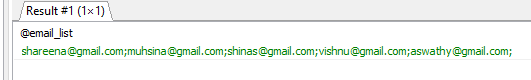 Result #1 (1×1)
@email_list
shareena@gmail.com;muhsina@gmail.com;shinas@gmail.com;vishnu@gmail.com;aswathy@gmail.com;